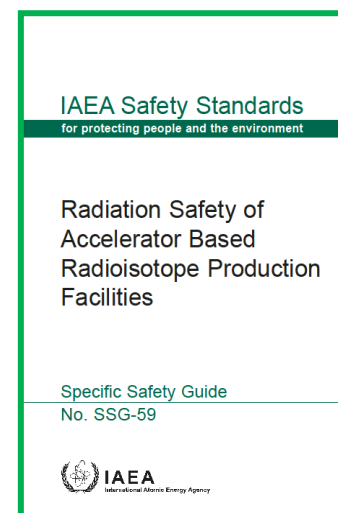 IAEA Safety Standards
for protecting people and the environment
Radiation Safety of
Accelerator Based
Radioisotope Production
Facilities
Specific Safety Guide
No. SSG-59
IAEA
International Atomic Energy Agency